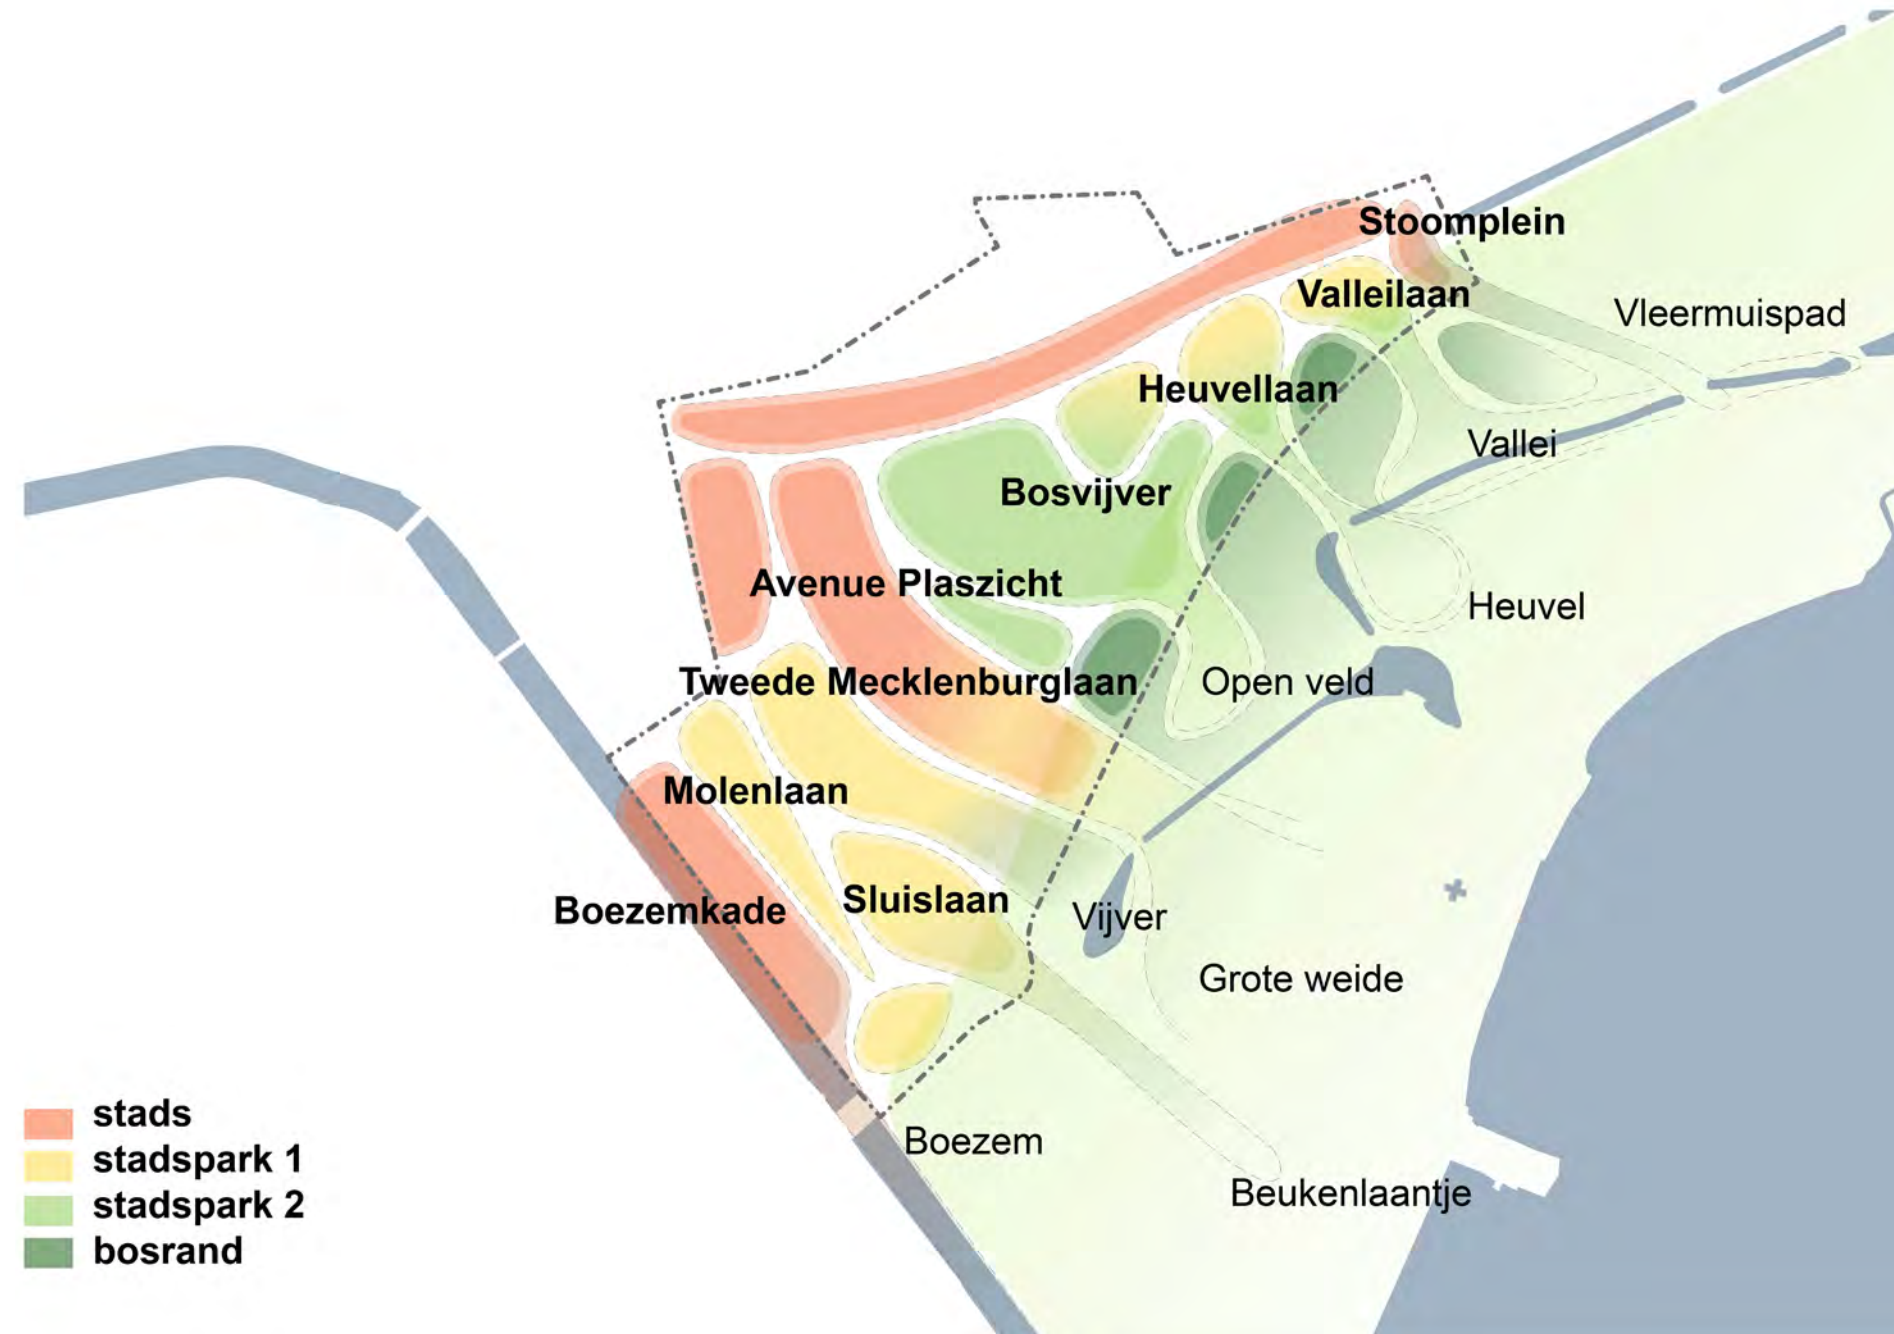 Stoomplein
Valleilaan
Vleermuispad
Heuvellaan
Vallei
Bosvijver
Avenue Plaszicht
Heuvel
Tweede Mecklenburglaan
Open veld
Molenlaan
Sluislaan
Boezemkade
Vijver
Grote weide
Boezem
Beukenlaantje
stads
stadspark 1
stadspark 2
bosrand